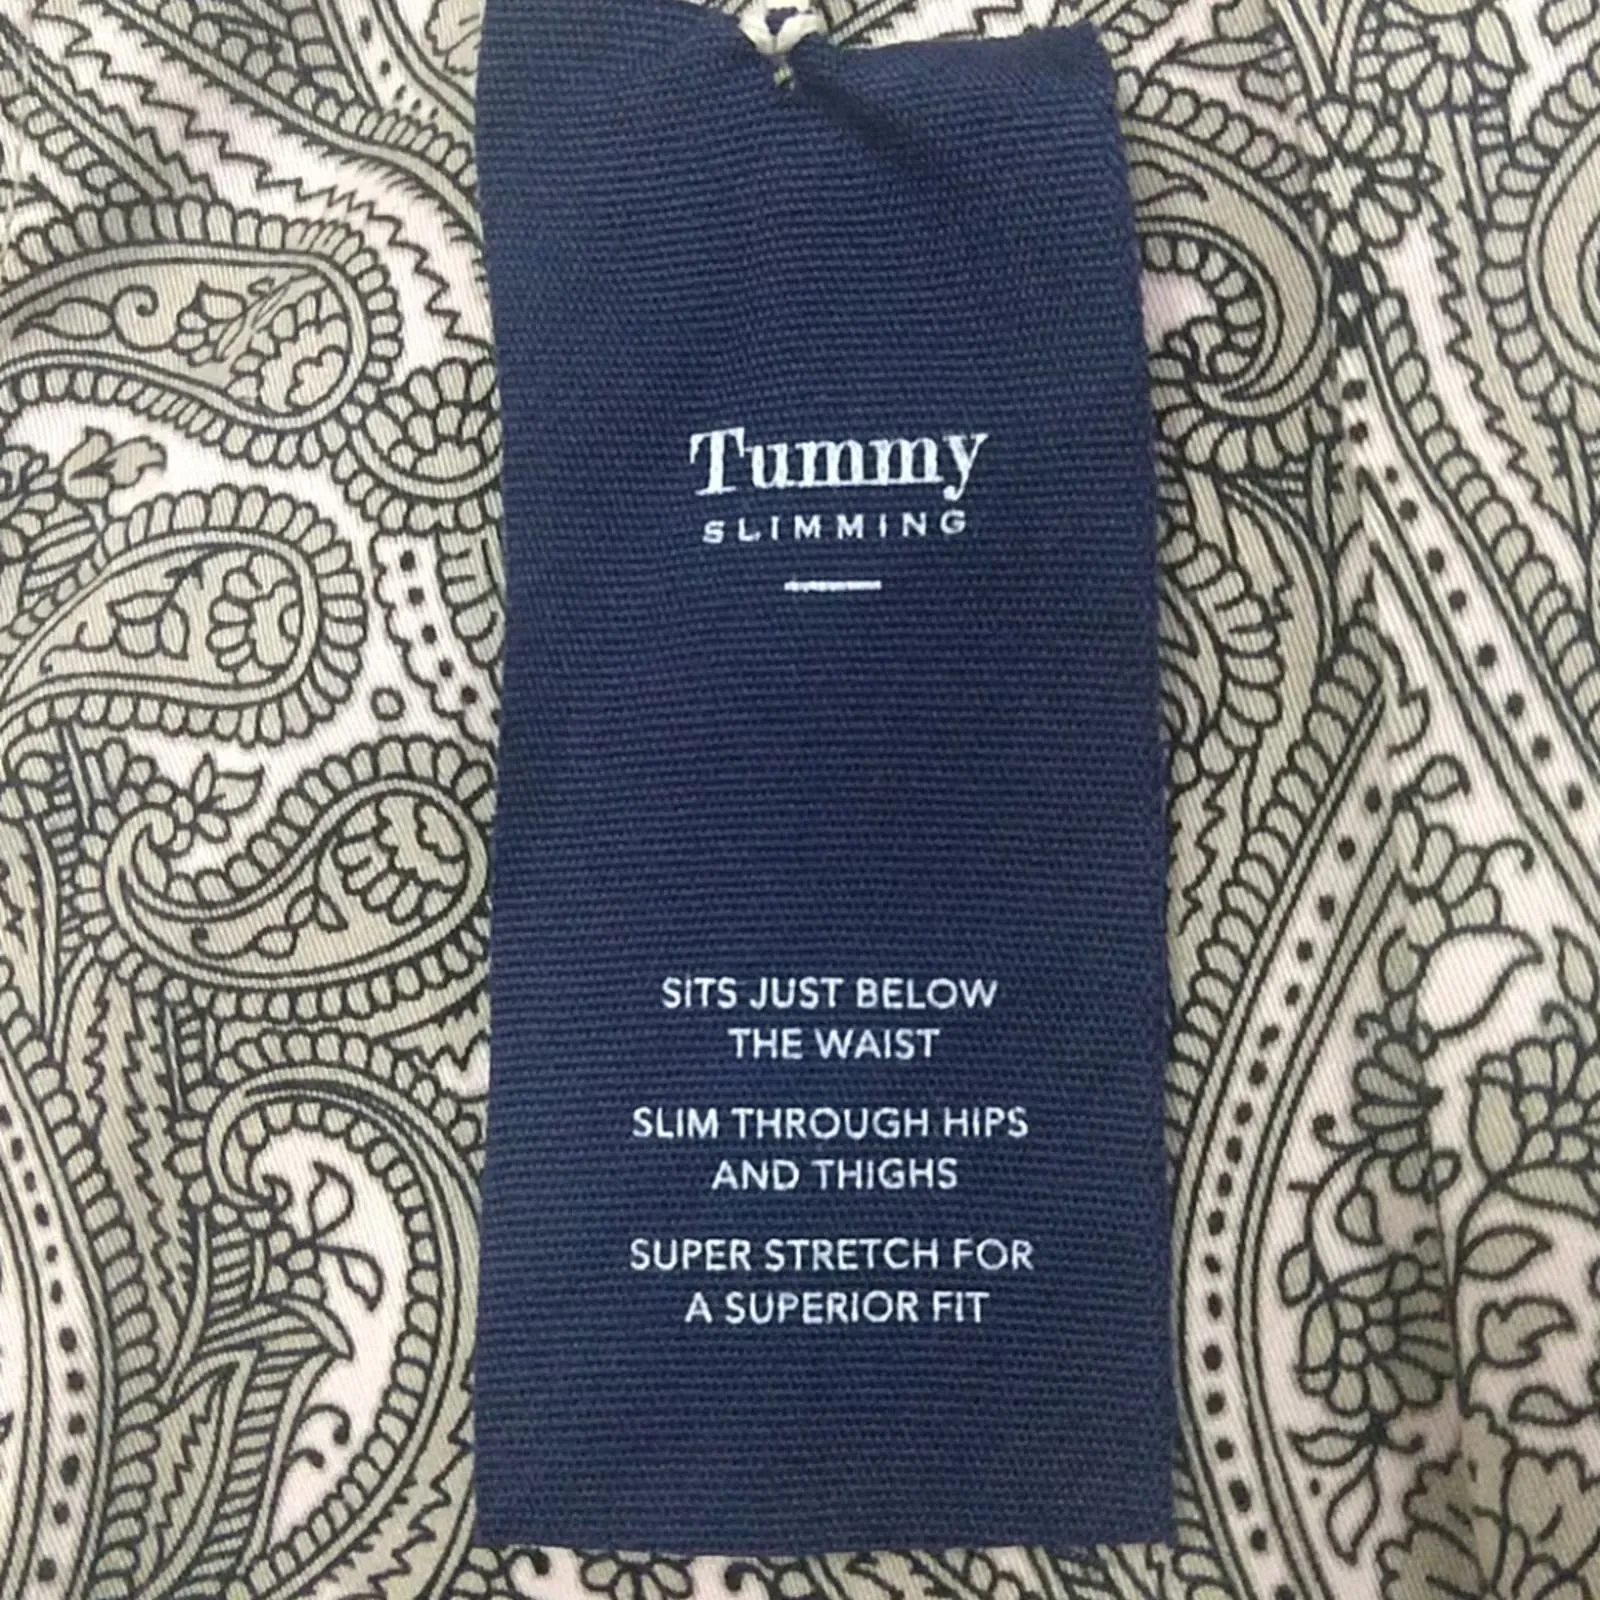 Tummy
SLIMMING
SITS JUST BELOW
THE WAIST
SLIM THROUGH HIPS
AND THIGHS
SUPER STRETCH FOR
A SUPERIOR FIT